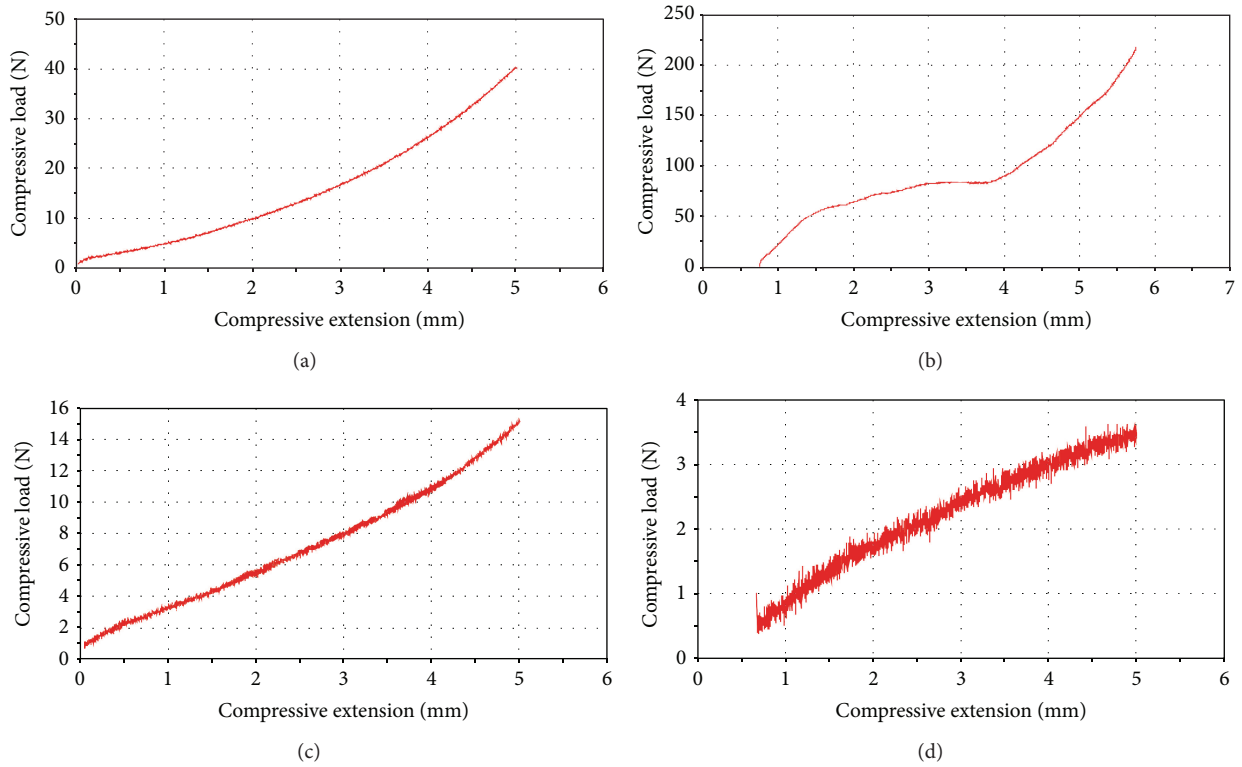 50
40
30
20
10
0
Compressive load (N)
0 1 2 3 4 5 6
Compressive extension (mm)
(a)
250
200
150
100
50
0
Compressive load (N)
0 1 2 3 4 5 6 7
Compressive extension (mm)
(b)
16
14
12
10
8
6
4
2
0
Compressive load (N)
0 1 2 3 4 5 6
Compressive extension (mm)
(c)
4
3
2
1
0
Compressive load (N)
0 1 2 3 4 5 6
Compressive extension (mm)
(d)